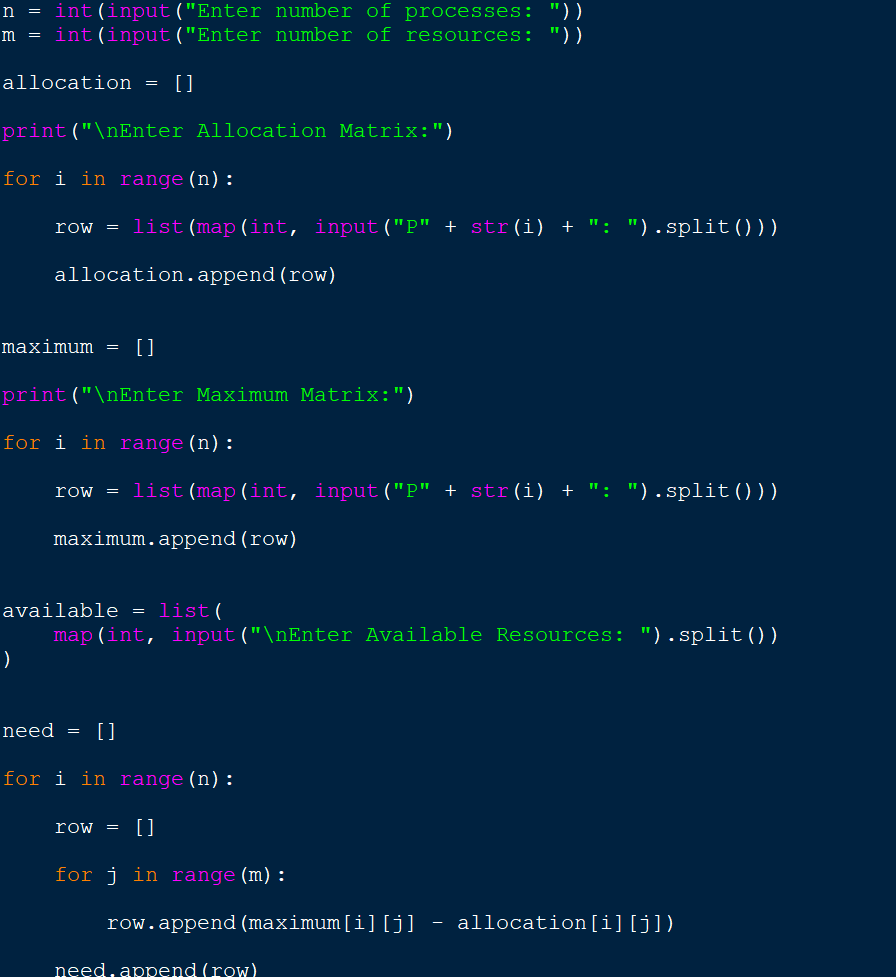 n = int(input("Enter number of processes: "))
m = int(input("Enter number of resources: "))
allocation = []
print("\nEnter Allocation Matrix:")
for i in range(n):
    row = list(map(int, input("P" + str(i) + ": ").split()))
    allocation.append(row)
maximum = []
print("\nEnter Maximum Matrix:")
for i in range(n):
    row = list(map(int, input("P" + str(i) + ": ").split()))
    maximum.append(row)
available = list(
    map(int, input("\nEnter Available Resources: ").split())
)
need = []
for i in range(n):
    row = []
    for j in range(m):
        row.append(maximum[i][j] - allocation[i][j])
    need.append(row)